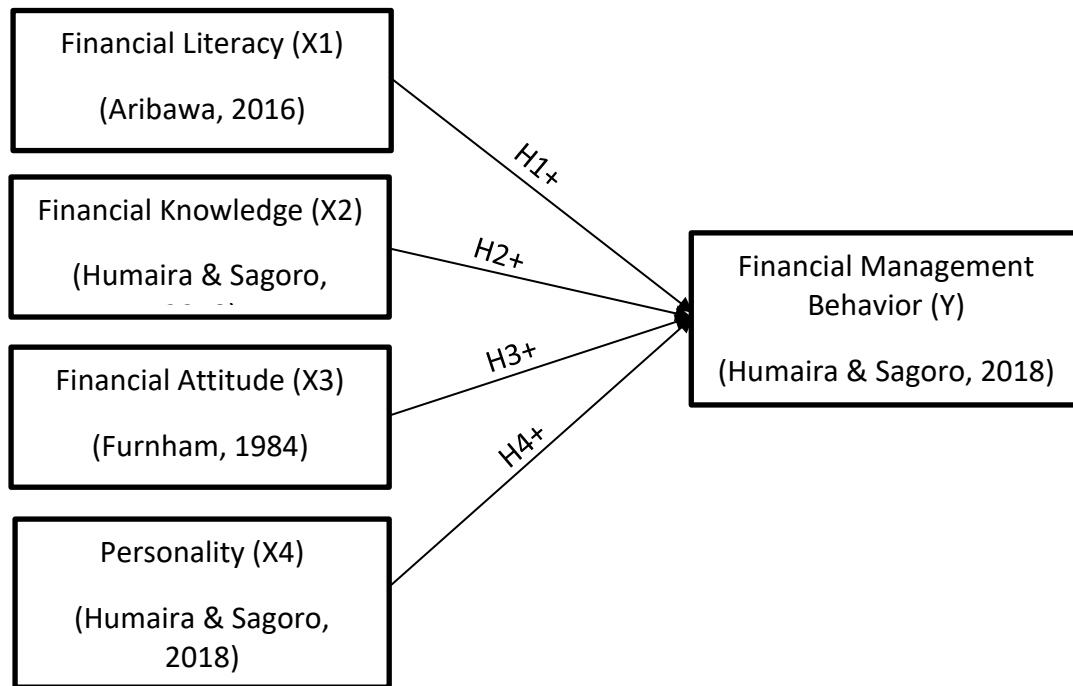 Financial Literacy (X1)
(Aribawa, 2016)
H1+
Financial Knowledge (X2)
(Humaira & Sagoro,
H2+
Financial Management
Behavior (Y)
(Humaira & Sagoro, 2018)
Financial Attitude (X3)
(Furnham, 1984)
H3+
H4+
Personality (X4)
(Humaira & Sagoro,
2018)